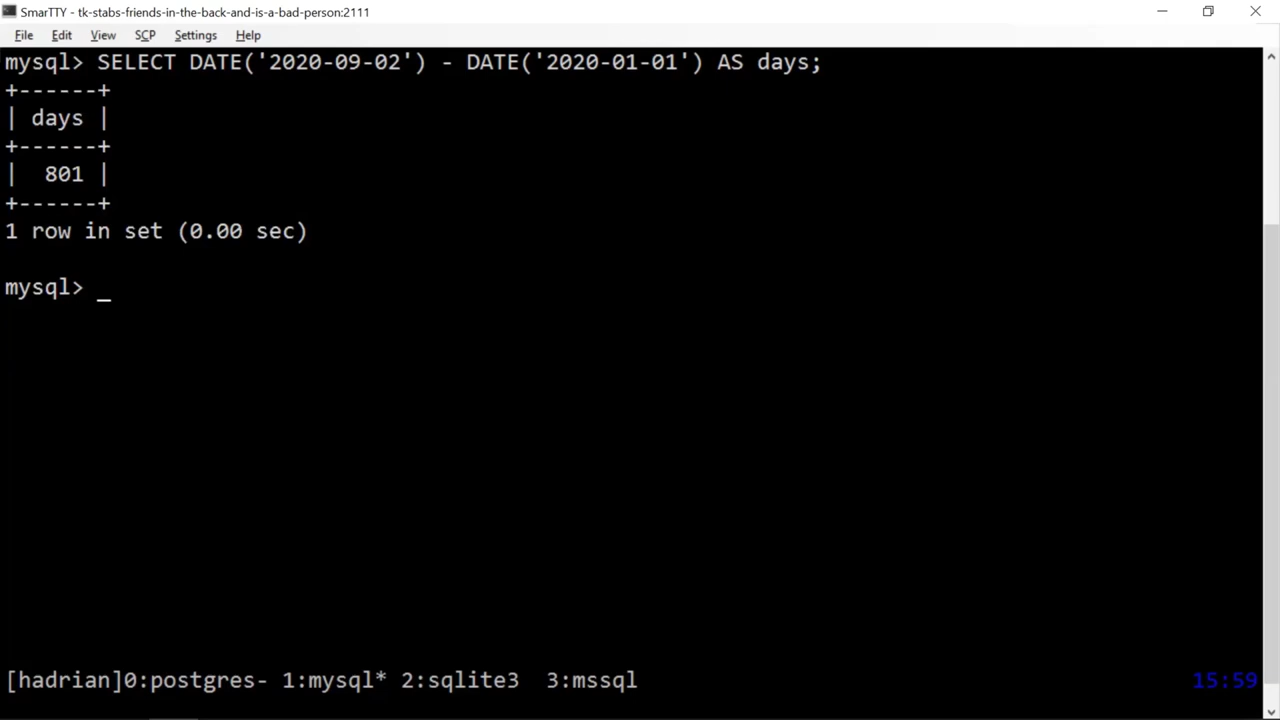 SmarTTY - tk-stabs-friends-in-the-back-and-is-a-bad-person:2111
File Edit View SCP Settings Help
mysql> SELECT DATE('2020-09-02') - DATE('2020-01-01') AS days;
+------+
| days |
+------+
|  801 |
+------+
1 row in set (0.00 sec)
mysql> _
[hadrian]0:postgres- 1:mysql* 2:sqlite3  3:mssql 15:59